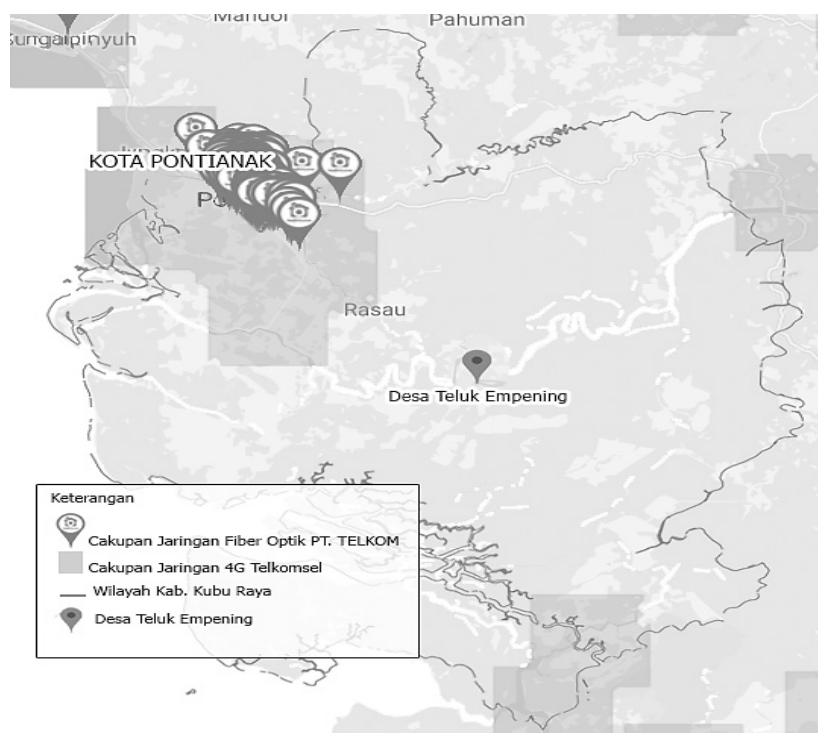 Mandor
Pahuman
Sungaipinyuh
KOTA PONTIANAK
Rasau
Desa Teluk Empening
Keterangan
Cakupan Jaringan Fiber Optik PT. TELKOM
Cakupan Jaringan 4G Telkomsel
Wilayah Kab. Kubu Raya
Desa Teluk Empening